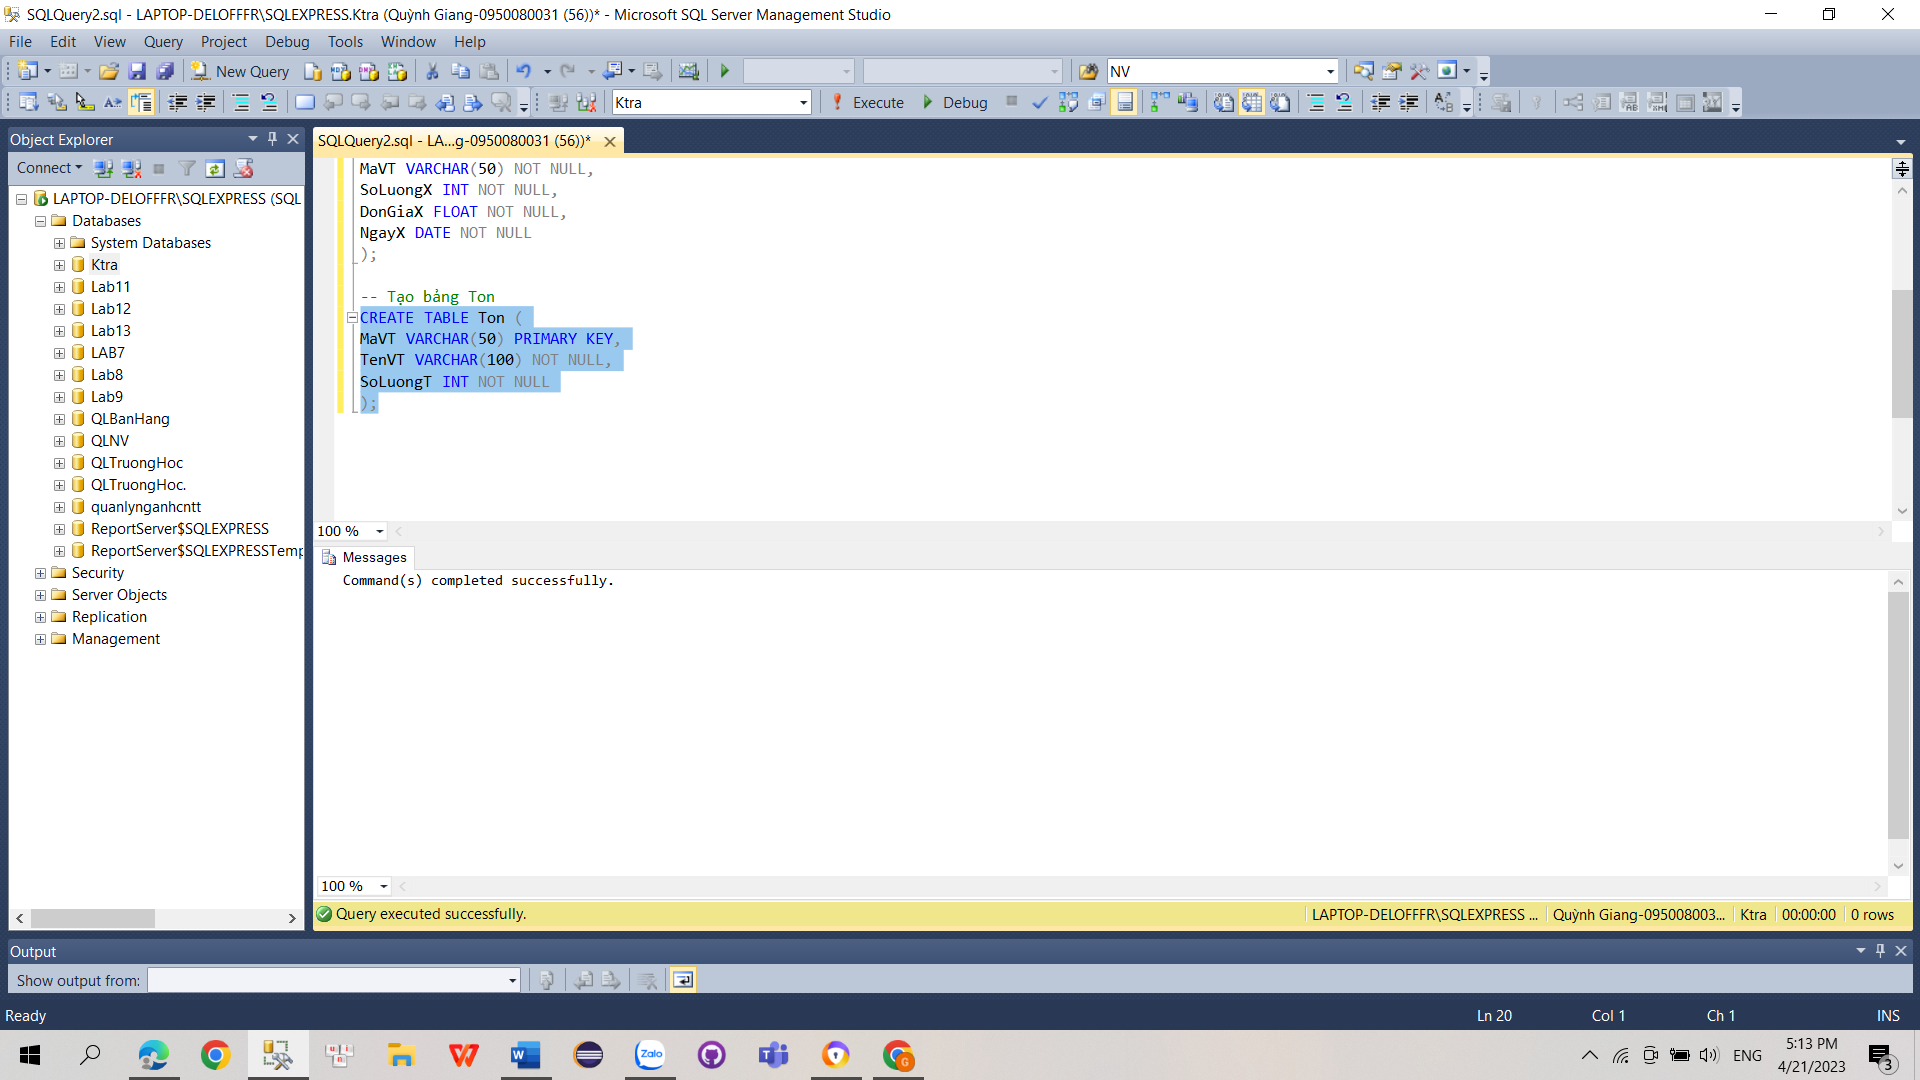 SQLQuery2.sql - LAPTOP-DELOFFFR\SQLEXPRESS.Ktra (Quỳnh Giang-0950080031 (56))* - Microsoft SQL Server Management Studio
File Edit View Query Project Debug Tools Window Help
New Query
NV
Ktra
Execute
Debug
Object Explorer
Connect
LAPTOP-DELOFFFR\SQLEXPRESS (SQL
Databases
System Databases
Ktra
Lab11
Lab12
Lab13
LAB7
Lab8
Lab9
QLBanHang
QLNV
QLTruongHoc
QLTruongHoc.
quanlynganhcntt
ReportServer$SQLEXPRESS
ReportServer$SQLEXPRESSTemp
Security
Server Objects
Replication
Management
SQLQuery2.sql - LA...g-0950080031 (56))*
MaVT VARCHAR(50) NOT NULL,
SoLuongX INT NOT NULL,
DonGiaX FLOAT NOT NULL,
NgayX DATE NOT NULL
);
-- Tạo bảng Ton
CREATE TABLE Ton (
MaVT VARCHAR(50) PRIMARY KEY,
TenVT VARCHAR(100) NOT NULL,
SoLuongT INT NOT NULL
);
100 %
Messages
Command(s) completed successfully.
100 %
Query executed successfully.
LAPTOP-DELOFFFR\SQLEXPRESS ...
Quỳnh Giang-095008003...
Ktra
00:00:00
0 rows
Output
Show output from:
Ready
Ln 20
Col 1
Ch 1
INS
Zalo
ENG
5:13 PM
4/21/2023
3